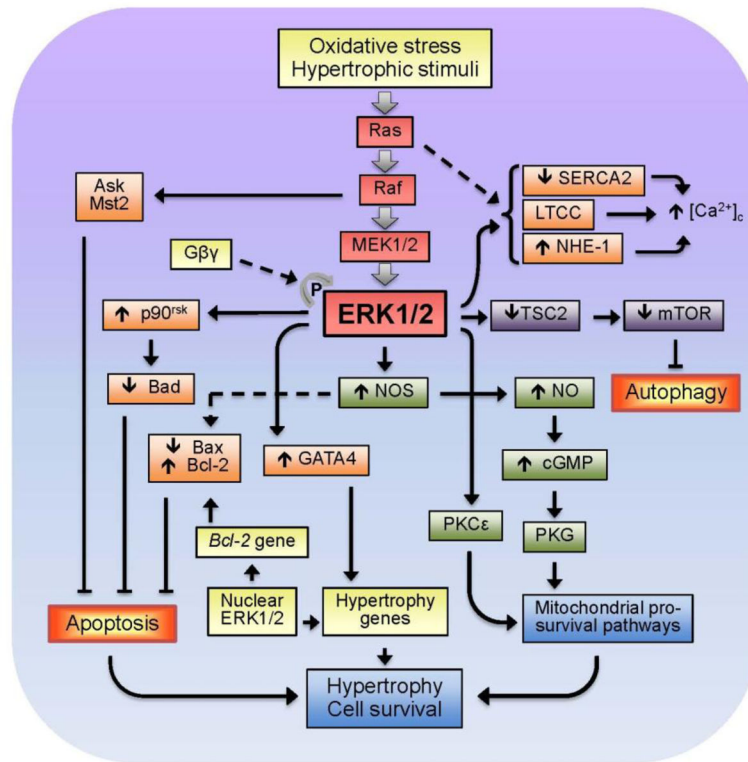 Oxidative stress
Hypertrophic stimuli
Ras
Raf
MEK1/2
Ask
Mst2
Gβγ
P
ERK1/2
↓ SERCA2
LTCC
↑ NHE-1
↑ [Ca²⁺]c
↑ p90ʳˢᵏ
↓ Bad
↓ Bax
↑ Bcl-2
↑ NOS
↑ GATA4
↓TSC2
↓ mTOR
Autophagy
↑ NO
↑ cGMP
PKG
PKCε
Bcl-2 gene
Nuclear
ERK1/2
Hypertrophy
genes
Apoptosis
Mitochondrial pro-
survival pathways
Hypertrophy
Cell survival